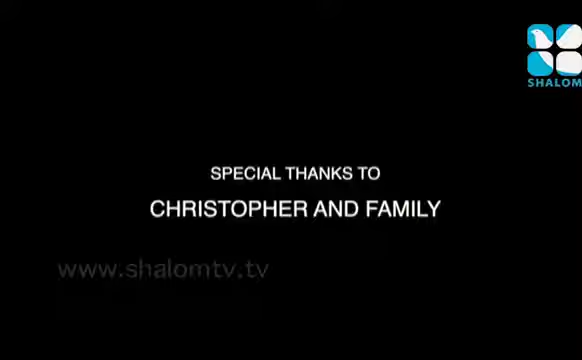 SHALOM
SPECIAL THANKS TO
CHRISTOPHER AND FAMILY
www.shalomtv.tv